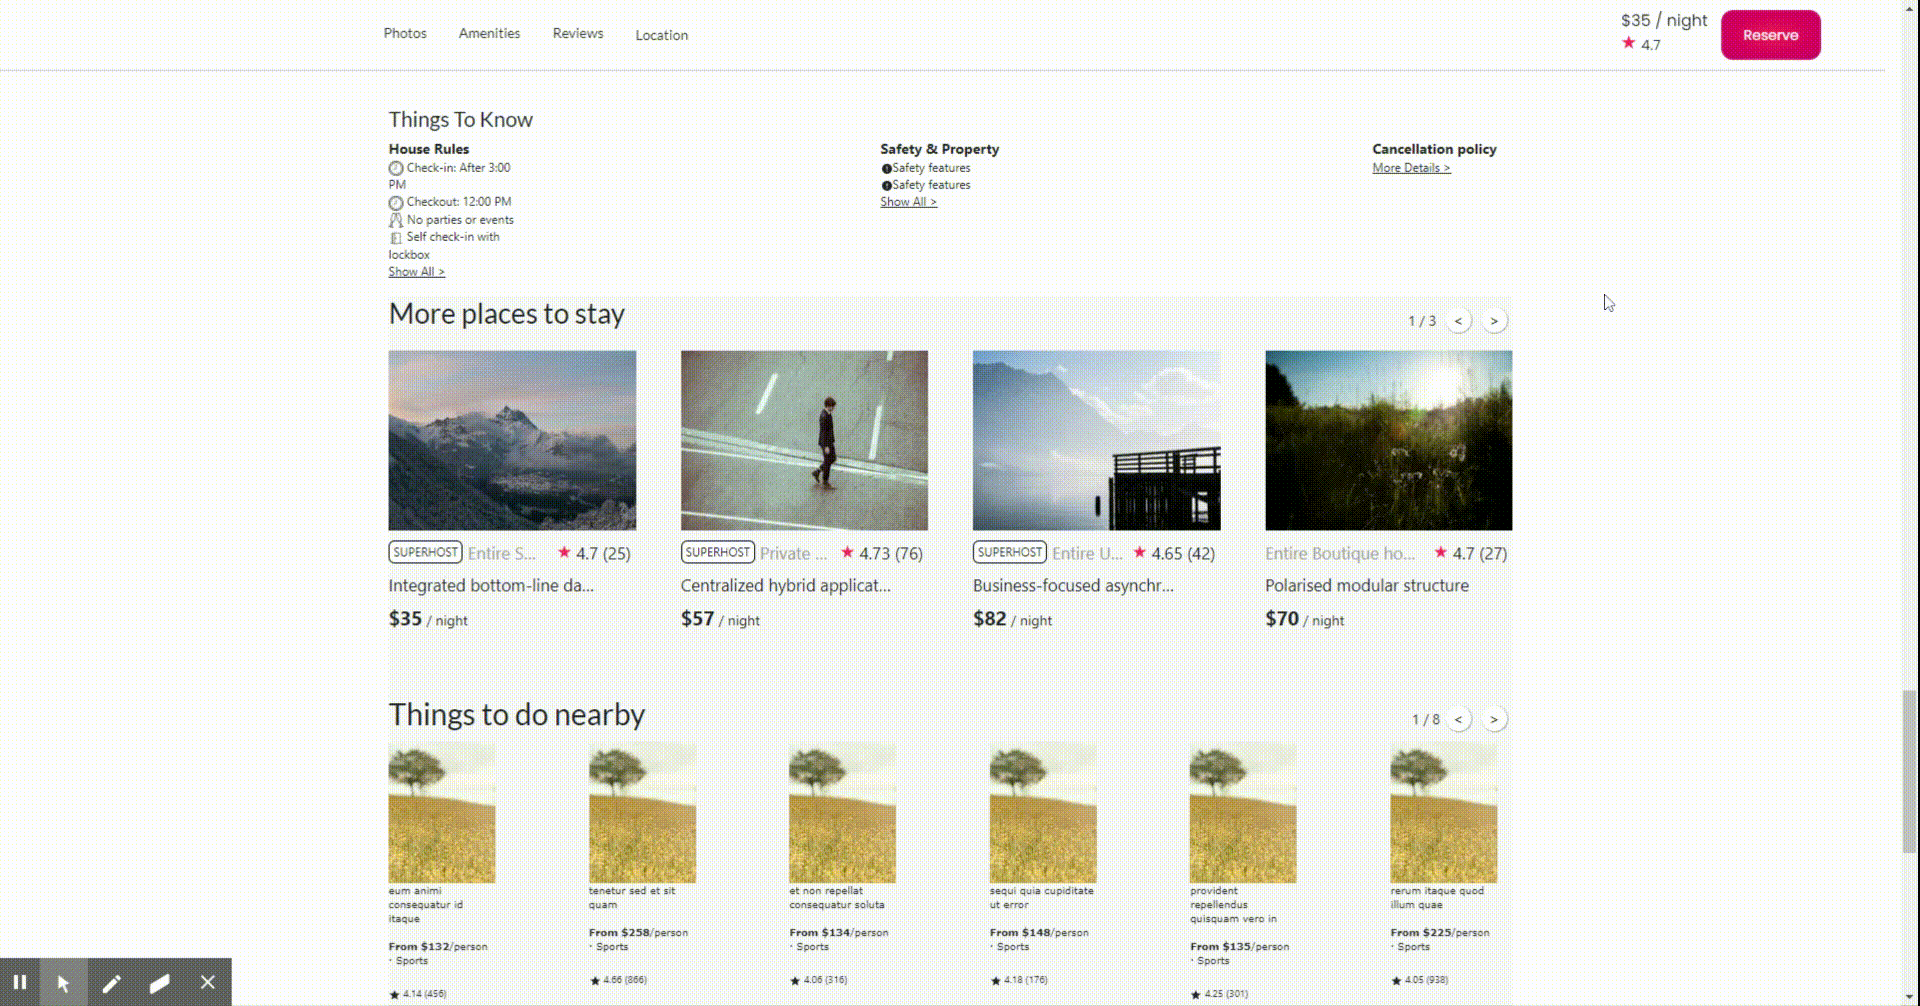 Photos Amenities Reviews Location
$35 / night
★ 4.7
Reserve
Things To Know
House Rules
Check-in: After 3:00
PM
Checkout: 12:00 PM
No parties or events
Self check-in with
lockbox
Show All >
Safety & Property
Safety features
Safety features
Show All >
Cancellation policy
More Details >
More places to stay
1 / 3 < >
SUPERHOST Entire S... ★ 4.7 (25)
Integrated bottom-line da...
$35 / night
SUPERHOST Private ... ★ 4.73 (76)
Centralized hybrid applicat...
$57 / night
SUPERHOST Entire U... ★ 4.65 (42)
Business-focused asynchr...
$82 / night
Entire Boutique ho... ★ 4.7 (27)
Polarised modular structure
$70 / night
Things to do nearby
1 / 8 < >
eum animi
consequatur id
itaque
From $132/person
· Sports
★ 4.14 (456)
tenetur sed et sit
quam
From $258/person
· Sports
★ 4.66 (866)
et non repellat
consequatur soluta
From $134/person
· Sports
★ 4.06 (316)
sequi quia cupiditate
ut error
From $148/person
· Sports
★ 4.18 (176)
provident
repellendus
quisquam vero in
From $135/person
· Sports
★ 4.25 (301)
rerum itaque quod
illum quae
From $225/person
· Sports
★ 4.05 (938)